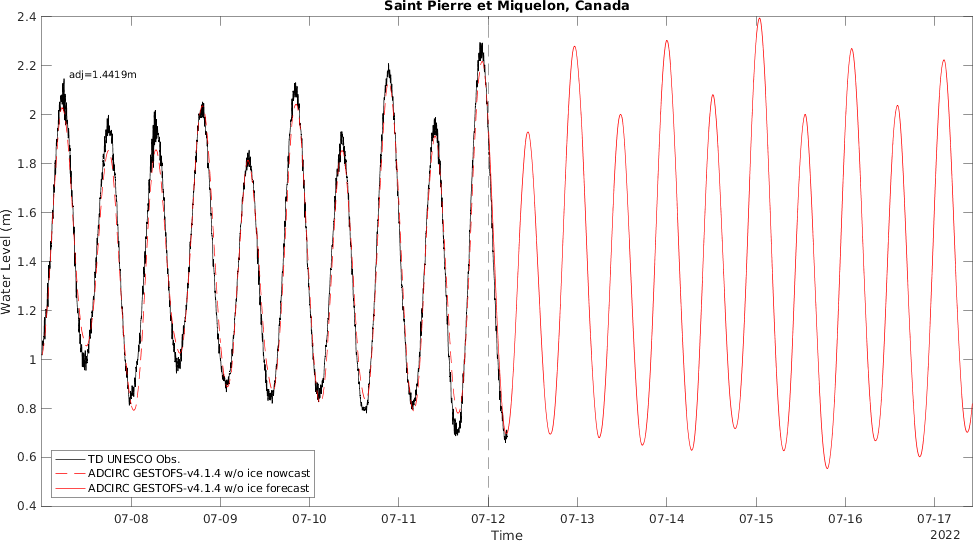 Saint Pierre et Miquelon, Canada
2.4
2.2
adj=1.4419m
2
1.8
1.6
1.4
1.2
1
0.8
0.6
0.4
Water Level (m)
TD UNESCO Obs.
ADCIRC GESTOFS-v4.1.4 w/o ice nowcast
ADCIRC GESTOFS-v4.1.4 w/o ice forecast
07-08 07-09 07-10 07-11 07-12 07-13 07-14 07-15 07-16 07-17
Time
2022